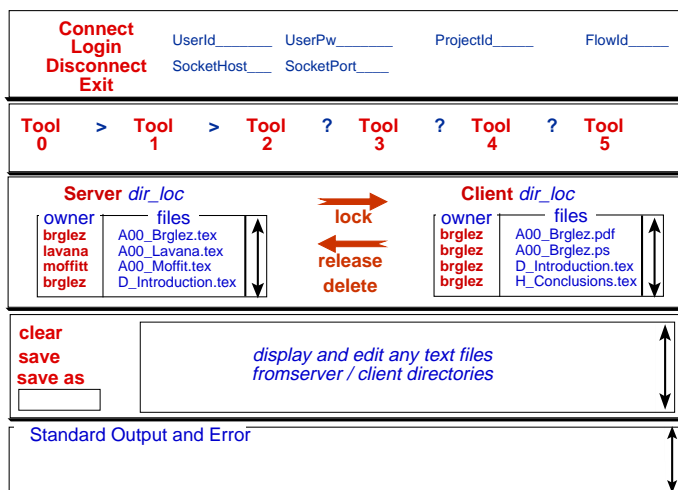 Connect
Login
Disconnect
Exit
UserId_______ UserPw_______ ProjectId_____ FlowId_____
SocketHost___ SocketPort____
Tool > Tool > Tool ? Tool ? Tool ? Tool
0 1 2 3 4 5
Server dir_loc
owner files
brglez A00_Brglez.tex
lavana A00_Lavana.tex
moffitt A00_Moffit.tex
brglez D_Introduction.tex
lock
release
delete
Client dir_loc
owner files
brglez A00_Brglez.pdf
brglez A00_Brglez.ps
brglez D_Introduction.tex
brglez H_Conclusions.tex
clear
save
save as
display and edit any text files
fromserver / client directories
Standard Output and Error